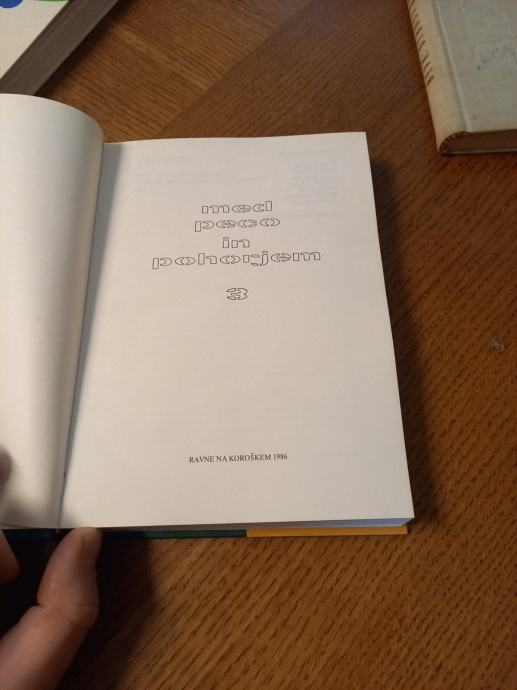 med
peco
in
pohorjem
3
RAVNE NA KOROŠKEM 1986